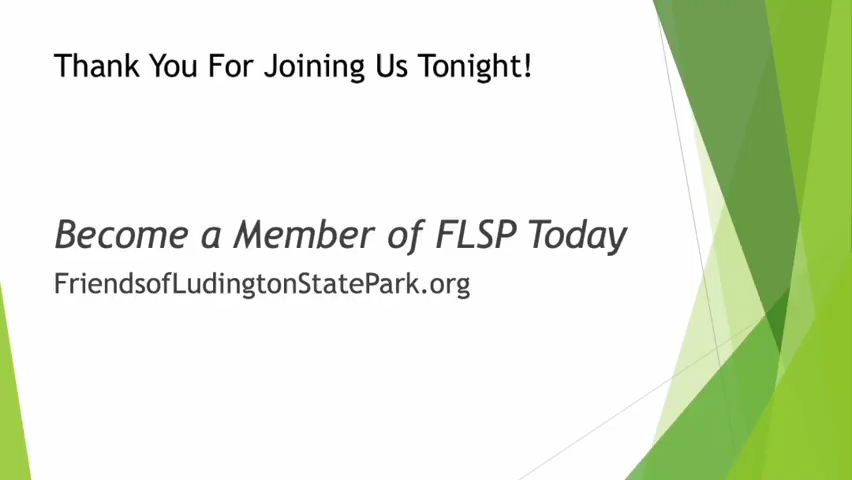 Thank You For Joining Us Tonight!
Become a Member of FLSP Today
FriendsofLudingtonStatePark.org